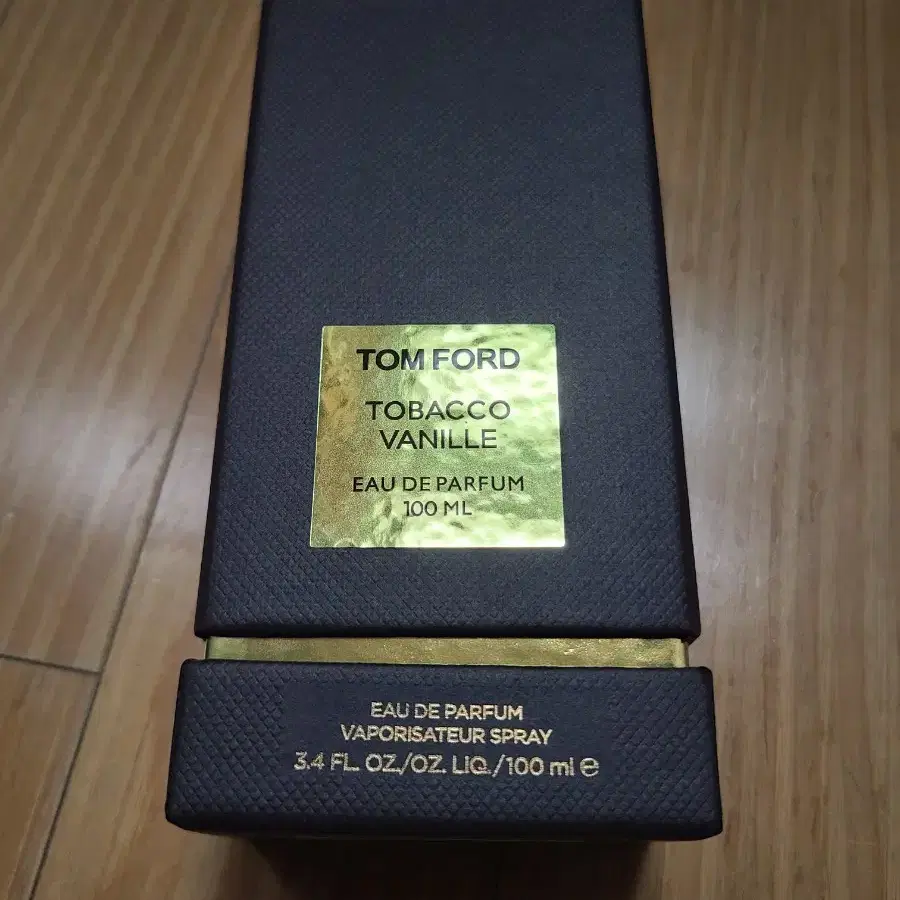 TOM FORD
TOBACCO
VANILLE
EAU DE PARFUM
100 ML
EAU DE PARFUM
VAPORISATEUR SPRAY
3.4 FL. OZ./OZ. LIQ./100 ml ℮